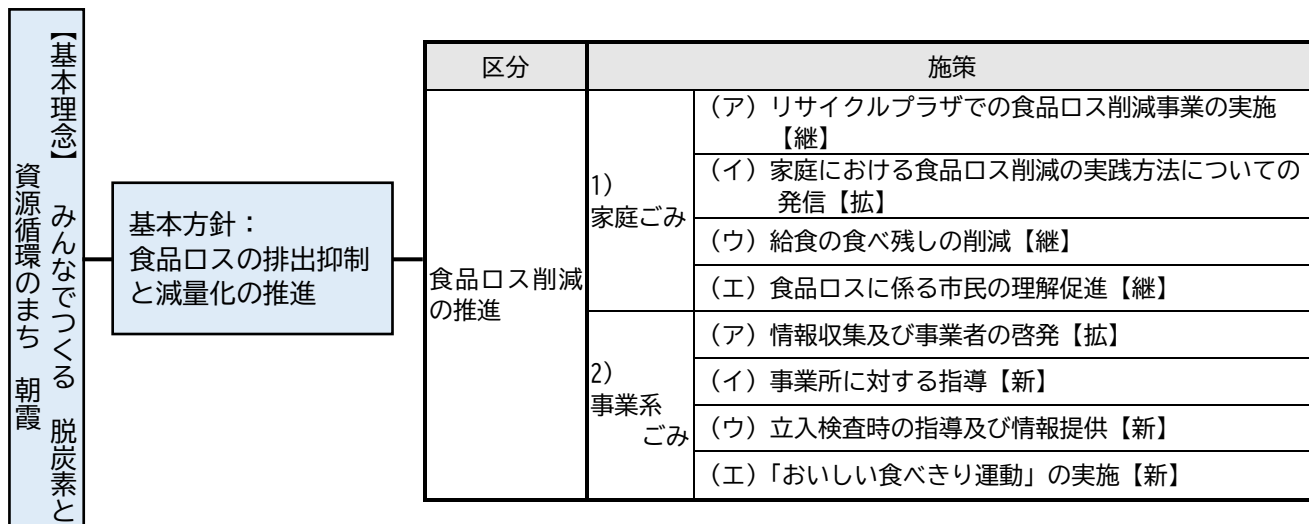 【基本理念】　みんなでつくる　脱炭素と
資源循環のまち　朝霞
基本方針：
食品ロスの排出抑制
と減量化の推進
区分
施策
食品ロス削減
の推進
1）
家庭ごみ
（ア）リサイクルプラザでの食品ロス削減事業の実施
【継】
（イ）家庭における食品ロス削減の実践方法についての
発信【拡】
（ウ）給食の食べ残しの削減【継】
（エ）食品ロスに係る市民の理解促進【継】
2）
事業系
ごみ
（ア）情報収集及び事業者の啓発【拡】
（イ）事業所に対する指導【新】
（ウ）立入検査時の指導及び情報提供【新】
（エ）「おいしい食べきり運動」の実施【新】